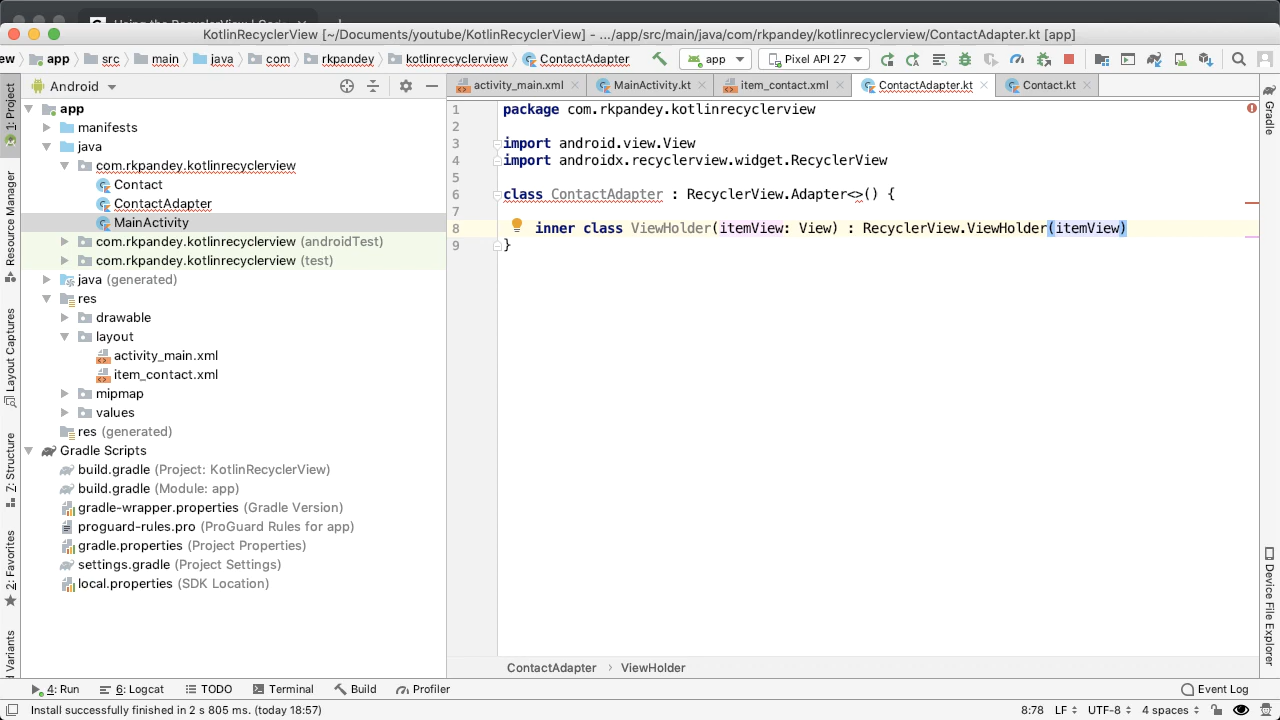 Using the RecyclerView | Con
KotlinRecyclerView [~/Documents/youtube/KotlinRecyclerView] - .../app/src/main/java/com/rkpandey/kotlinrecyclerview/ContactAdapter.kt [app]
ew app src main java com rkpandey kotlinrecyclerview ContactAdapter app Pixel API 27
Android
activity_main.xml MainActivity.kt item_contact.xml ContactAdapter.kt Contact.kt
1: Project
Resource Manager
Layout Captures
Z: Structure
2: Favorites
Variants
app
manifests
java
com.rkpandey.kotlinrecyclerview
Contact
ContactAdapter
MainActivity
com.rkpandey.kotlinrecyclerview (androidTest)
com.rkpandey.kotlinrecyclerview (test)
java (generated)
res
drawable
layout
activity_main.xml
item_contact.xml
mipmap
values
res (generated)
Gradle Scripts
build.gradle (Project: KotlinRecyclerView)
build.gradle (Module: app)
gradle-wrapper.properties (Gradle Version)
proguard-rules.pro (ProGuard Rules for app)
gradle.properties (Project Properties)
settings.gradle (Project Settings)
local.properties (SDK Location)
1 package com.rkpandey.kotlinrecyclerview
2
3 import android.view.View
4 import androidx.recyclerview.widget.RecyclerView
5
6 class ContactAdapter : RecyclerView.Adapter<>() {
7
8 inner class ViewHolder(itemView: View) : RecyclerView.ViewHolder(itemView)
9 }
Gradle
Device File Explorer
ContactAdapter › ViewHolder
4: Run 6: Logcat TODO Terminal Build Profiler Event Log
Install successfully finished in 2 s 805 ms. (today 18:57) 8:78 LF UTF-8 4 spaces